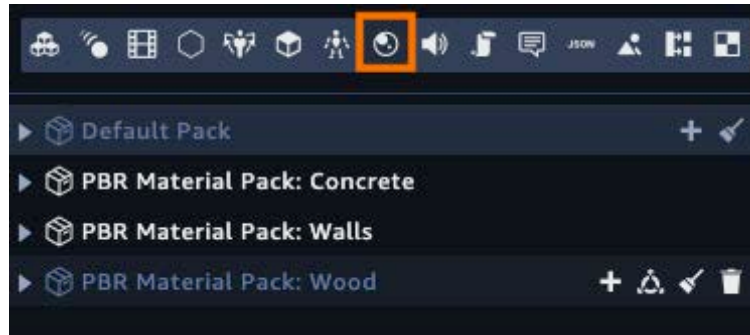 JSON
Default Pack
PBR Material Pack: Concrete
PBR Material Pack: Walls
PBR Material Pack: Wood